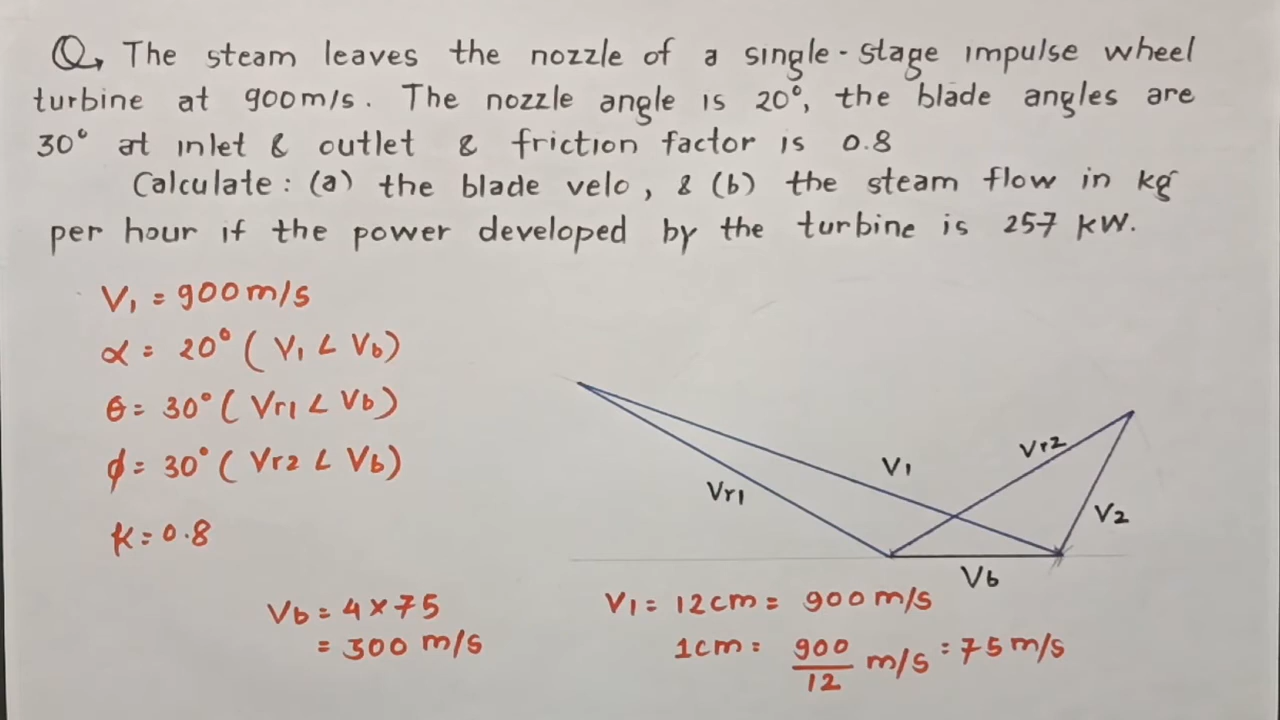 Q, The steam leaves the nozzle of a single-stage impulse wheel
turbine at 900m/s. The nozzle angle is 20°, the blade angles are
30° at inlet & outlet & friction factor is 0.8
Calculate: (a) the blade velo, & (b) the steam flow in kg
per hour if the power developed by the turbine is 257 kW.
V1 = 900m/s
α = 20° (V1 ∠ Vb)
θ = 30° (Vr1 ∠ Vb)
ϕ = 30° (Vr2 ∠ Vb)
K = 0.8
Vr1
V1
Vr2
V2
Vb
Vb = 4 × 75
= 300 m/s
V1 = 12cm = 900m/s
1cm = 900/12 m/s = 75m/s